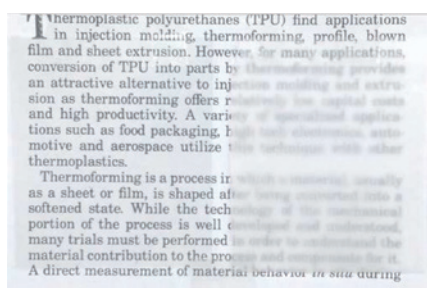 Thermoplastic polyurethanes (TPU) find applications
in injection molding, thermoforming, profile, blown
film and sheet extrusion. However, for many applications,
conversion of TPU into parts by thermoforming provides
an attractive alternative to injection molding and extru-
sion as thermoforming offers relatively low capital costs
and high productivity. A variety of specialized applica-
tions such as food packaging, high tech electronics, auto-
motive and aerospace utilize this technique with other
thermoplastics.
Thermoforming is a process in which a material, usually
as a sheet or film, is shaped after being converted into a
softened state. While the technology of the mechanical
portion of the process is well developed and understood,
many trials must be performed in order to understand the
material contribution to the process and compensate for it.
A direct measurement of material behavior in situ during